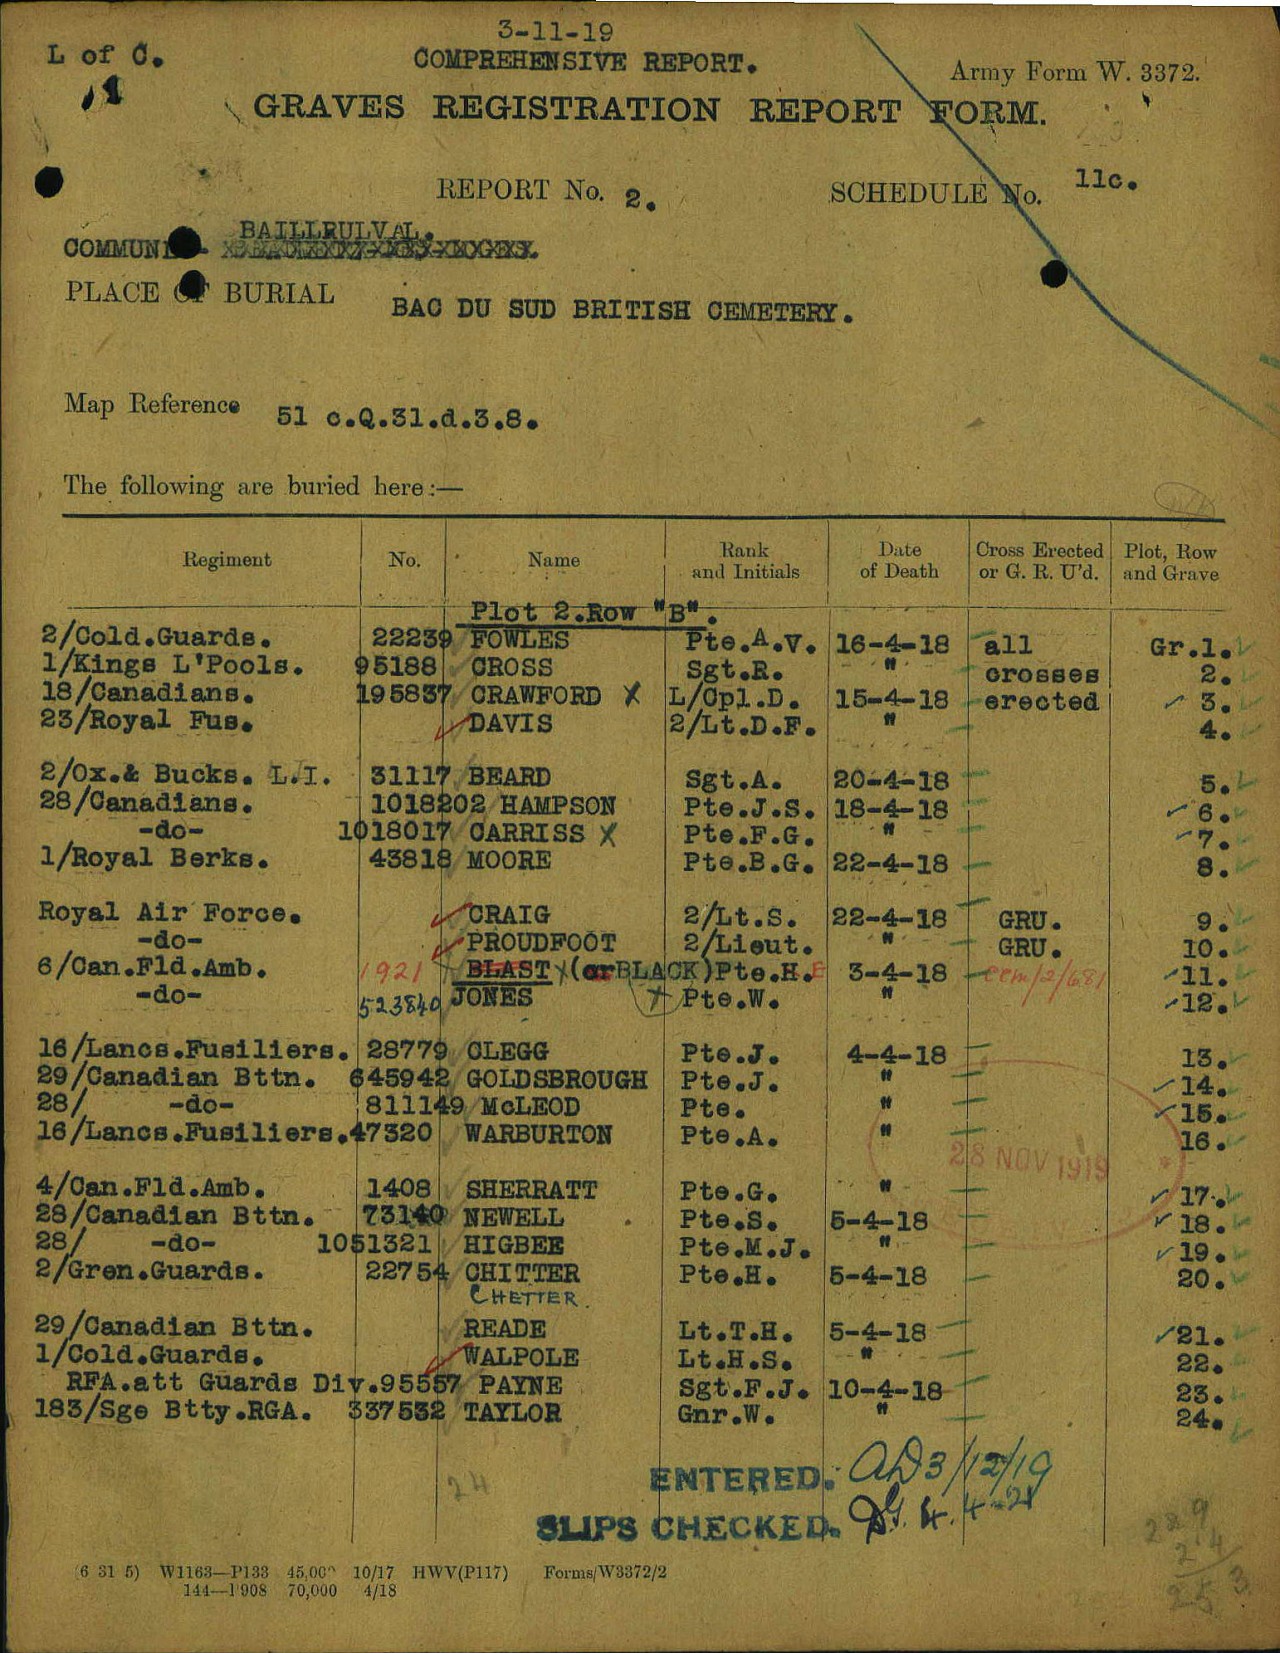 3-11-19
L of C.
COMPREHENSIVE REPORT.
Army Form W. 3372.
GRAVES REGISTRATION REPORT FORM.
REPORT No. 2.
SCHEDULE No. 11c.
BAILLRULVAL.
COMMUN
PLACE OF BURIAL BAC DU SUD BRITISH CEMETERY.
Map Reference 51 c.Q.31.d.3.8.
The following are buried here:—
Regiment No. Name Rank and Initials Date of Death Cross Erected or G. R. U'd. Plot, Row and Grave
Plot 2.Row "B".
2/Cold.Guards. 22239 FOWLES Pte.A.V. 16-4-18 all Gr.1.
1/Kings L'Pools. 95188 CROSS Sgt.R. " crosses 2.
18/Canadians. 195837 CRAWFORD X L/Cpl.D. 15-4-18 erected 3.
23/Royal Fus. DAVIS 2/Lt.D.F. " 4.
2/Ox.& Bucks. L.I. 31117 BEARD Sgt.A. 20-4-18 5.
28/Canadians. 1018202 HAMPSON Pte.J.S. 18-4-18 6.
-do- 1018017 CARRISS X Pte.F.G. " 7.
1/Royal Berks. 43818 MOORE Pte.B.G. 22-4-18 8.
Royal Air Force. CRAIG 2/Lt.S. 22-4-18 GRU. 9.
-do- PROUDFOOT 2/Lieut. " GRU. 10.
6/Can.Fld.Amb. 1921 BLAST X (or BLACK) Pte.H.E 3-4-18 11.
-do- 523840 JONES X Pte.W. " 12.
16/Lancs.Fusiliers. 28779 CLEGG Pte.J. 4-4-18 13.
29/Canadian Bttn. 645942 GOLDSBROUGH Pte.J. " 14.
28/ -do- 811149 McLEOD Pte. " 15.
16/Lancs.Fusiliers. 47320 WARBURTON Pte.A. " 16.
28 NOV 1919
4/Can.Fld.Amb. 1408 SHERRATT Pte.G. " 17.
28/Canadian Bttn. 73140 NEWELL Pte.S. 5-4-18 18.
28/ -do- 1051321 HIGBEE Pte.M.J. " 19.
2/Gren.Guards. 22754 CHITTER Pte.H. 5-4-18 20.
CHETTER.
29/Canadian Bttn. READE Lt.T.H. 5-4-18 21.
1/Cold.Guards. WALPOLE Lt.H.S. " 22.
RFA.att Guards Div. 95557 PAYNE Sgt.F.J. 10-4-18 23.
183/Sge Btty.RGA. 337532 TAYLOR Gnr.W. " 24.
24
ENTERED. AD 3/12/19
SLIPS CHECKED. 4.4-21
(6 31 5) W1163—P133 45,000 10/17 HWV(P117) Forms/W3372/2
144—1908 70,000 4/18